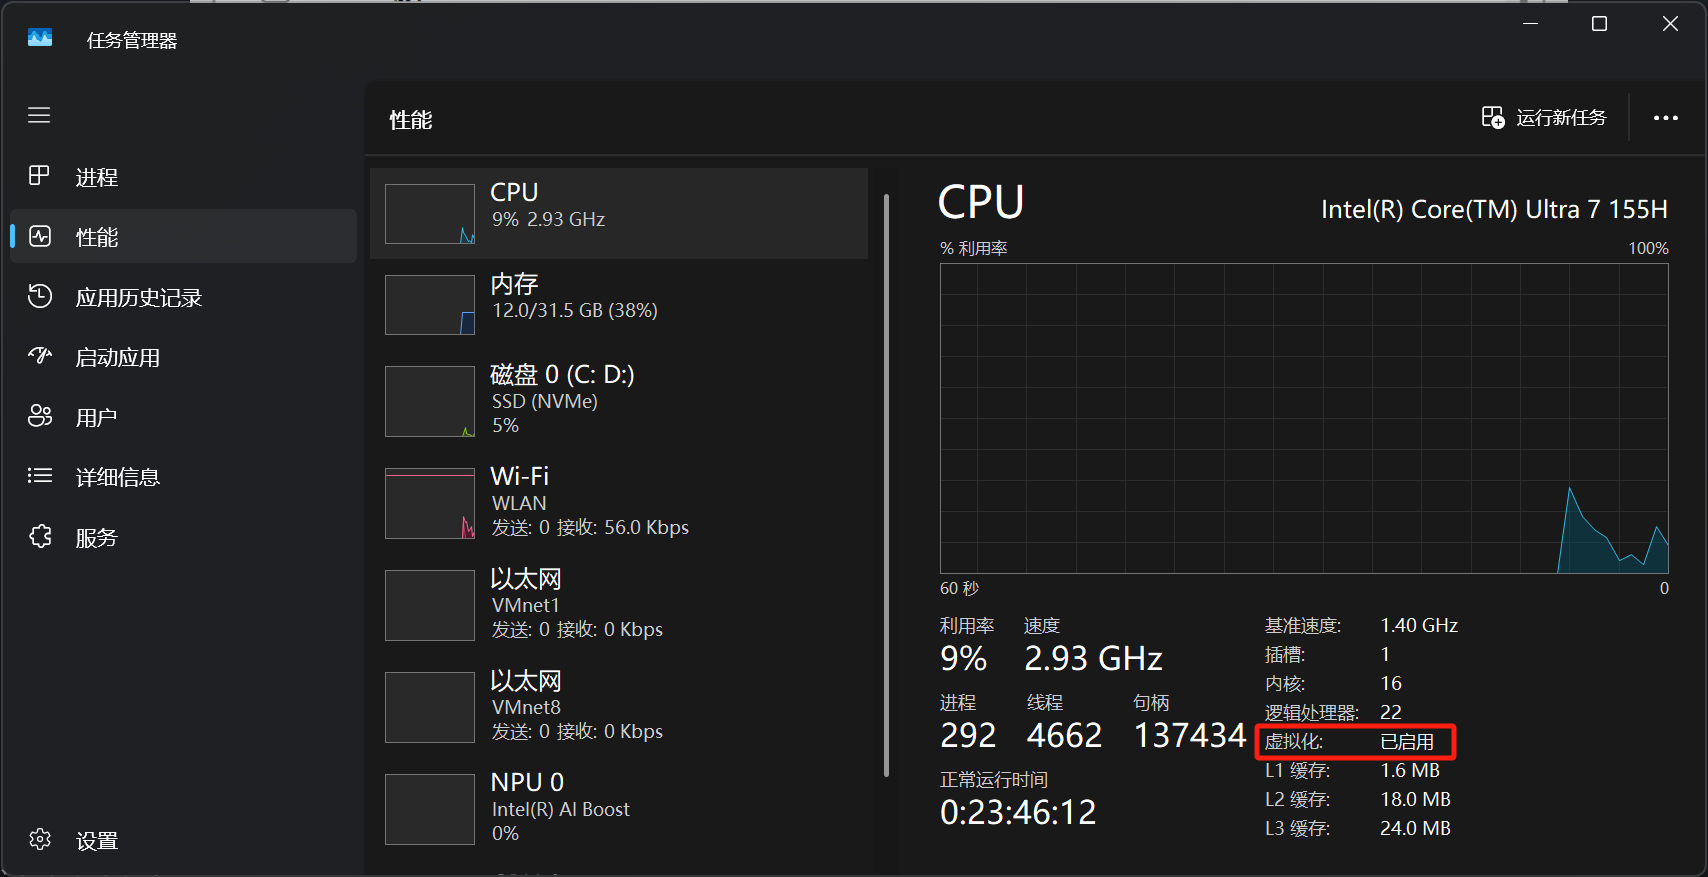 任务管理器
性能
运行新任务
进程
性能
应用历史记录
启动应用
用户
详细信息
服务
设置
CPU
9% 2.93 GHz
内存
12.0/31.5 GB (38%)
磁盘 0 (C: D:)
SSD (NVMe)
5%
Wi-Fi
WLAN
发送: 0 接收: 56.0 Kbps
以太网
VMnet1
发送: 0 接收: 0 Kbps
以太网
VMnet8
发送: 0 接收: 0 Kbps
NPU 0
Intel(R) AI Boost
0%
CPU
Intel(R) Core(TM) Ultra 7 155H
% 利用率 100%
60 秒 0
利用率 速度
9% 2.93 GHz
进程 线程 句柄
292 4662 137434
正常运行时间
0:23:46:12
基准速度: 1.40 GHz
插槽: 1
内核: 16
逻辑处理器: 22
虚拟化: 已启用
L1 缓存: 1.6 MB
L2 缓存: 18.0 MB
L3 缓存: 24.0 MB